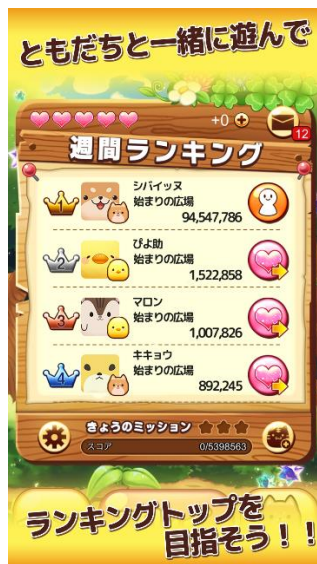 ともだちと一緒に遊んで
+0
12
週間ランキング
1
シバイッヌ
始まりの広場
94,547,786
2
ぴよ助
始まりの広場
1,522,858
3
マロン
始まりの広場
1,007,826
4
キキョウ
始まりの広場
892,245
きょうのミッション
スコア
0/5398563
ランキングトップを
目指そう！！